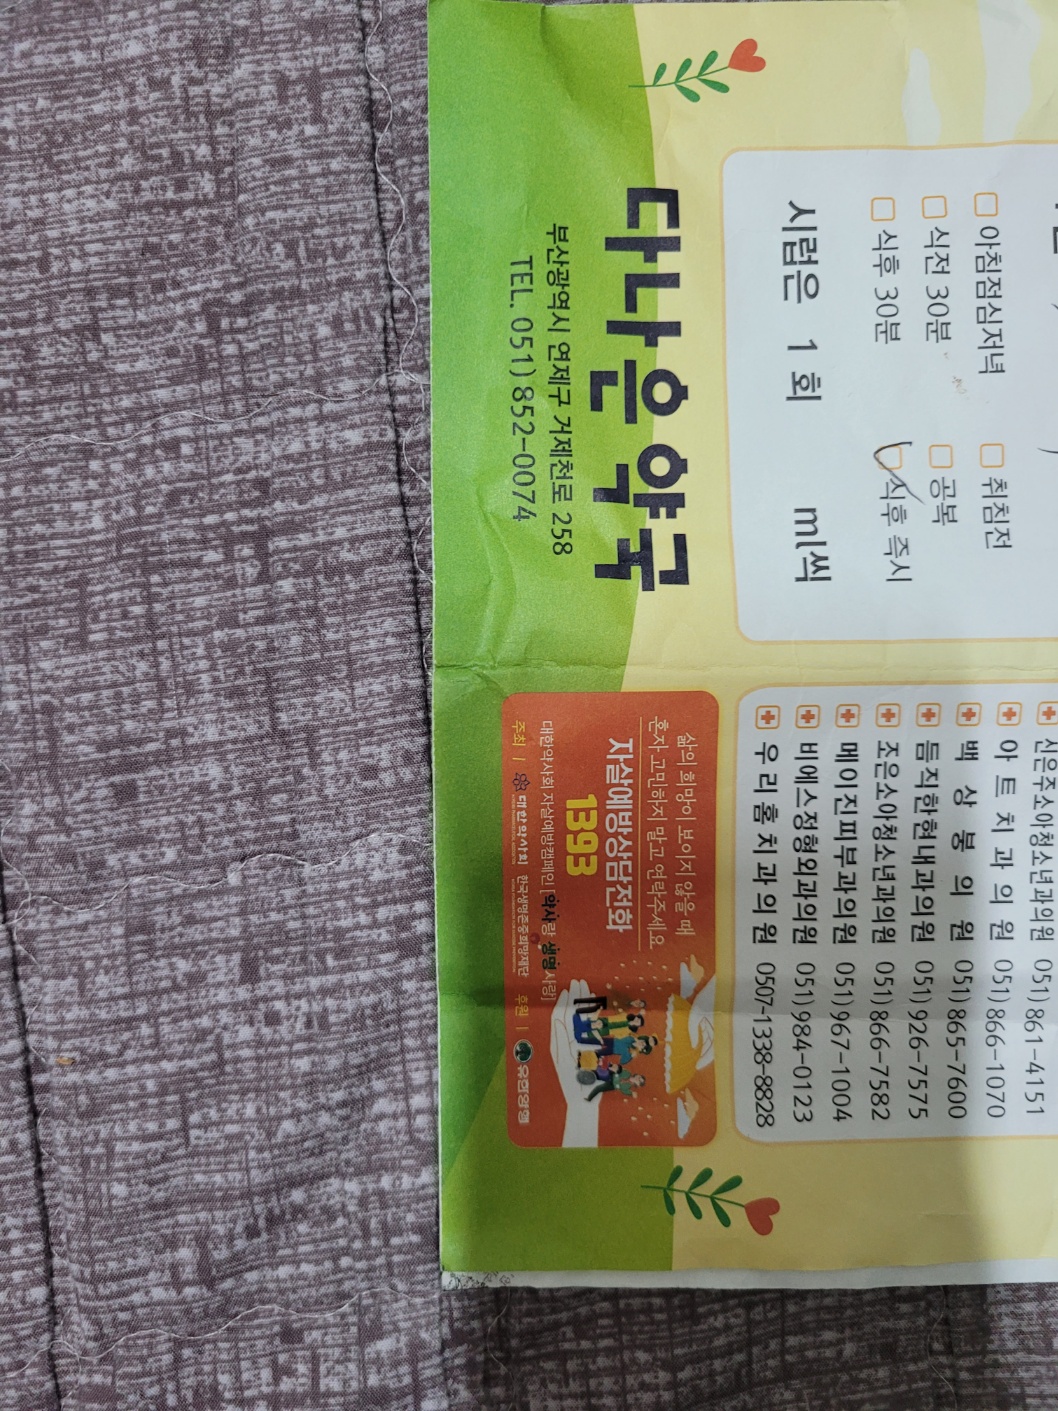 아침점심저녁 취침전
식전 30분 공복
식후 30분 식후 즉시
시럽은 1 회 ml씩
다나은약국
부산광역시 연제구 거제천로 258
TEL. 051) 852-0074
시은주소아청소년과의원 051) 861-4151
아트치과의원 051) 866-1070
백상봉의원 051) 865-7600
듬직한현내과의원 051) 926-7575
조은소아청소년과의원 051) 866-7582
메이진피부과의원 051) 967-1004
비에스정형외과의원 051) 984-0123
우리홈치과의원 0507-1338-8828
삶의 희망이 보이지 않을 때
혼자 고민하지 말고 연락주세요
자살예방상담전화
1393
대한약사회 자살예방캠페인 [약사랑 생명사랑]
주최 | 대한약사회 한국생명존중희망재단 후원 | 유한양행